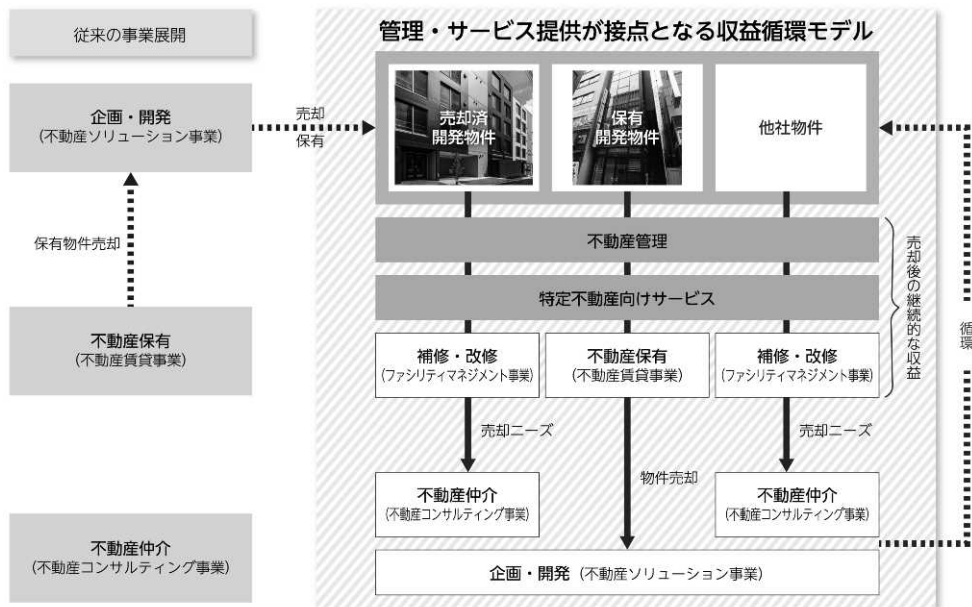 従来の事業展開
企画・開発
(不動産ソリューション事業)
保有物件売却
不動産保有
(不動産賃貸事業)
不動産仲介
(不動産コンサルティング事業)
売却
保有
管理・サービス提供が接点となる収益循環モデル
売却済
開発物件
保有
開発物件
他社物件
不動産管理
特定不動産向けサービス
補修・改修
(ファシリティマネジメント事業)
不動産保有
(不動産賃貸事業)
補修・改修
(ファシリティマネジメント事業)
売却後の継続的な収益
売却ニーズ
物件売却
売却ニーズ
不動産仲介
(不動産コンサルティング事業)
不動産仲介
(不動産コンサルティング事業)
企画・開発 (不動産ソリューション事業)
循環